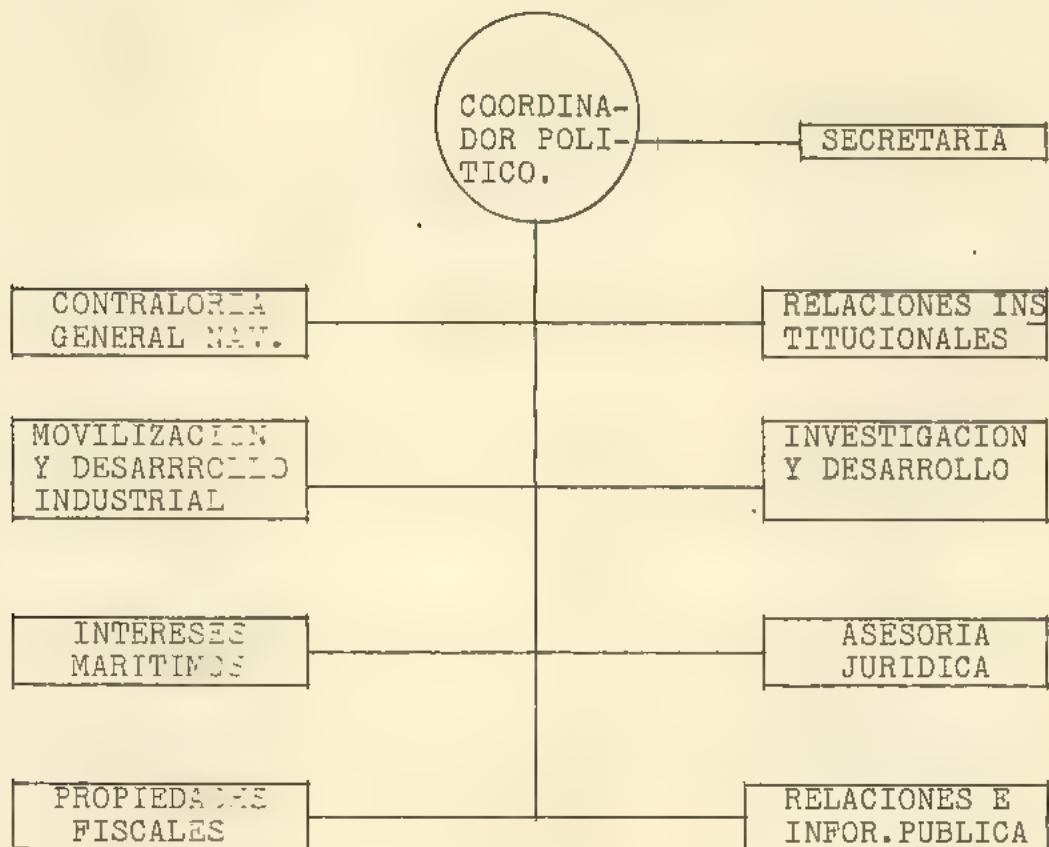 COORDINA-
DOR POLI-
TICO.
SECRETARIA
CONTRALORIA
GENERAL NAV.
RELACIONES INS
TITUCIONALES
MOVILIZACION
Y DESARRROLLO
INDUSTRIAL
INVESTIGACION
Y DESARROLLO
INTERESES
MARITIMOS
ASESORIA
JURIDICA
PROPIEDADES
FISCALES
RELACIONES E
INFOR.PUBLICA